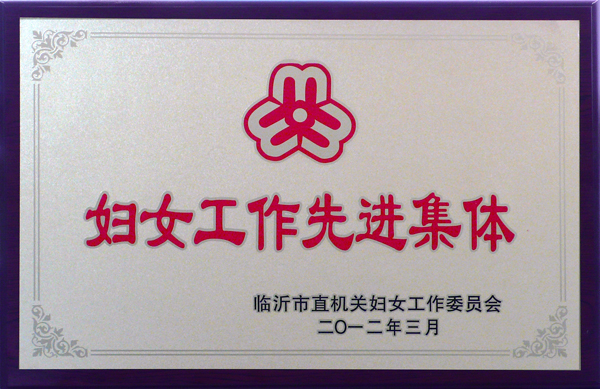 妇女工作先进集体
临沂市直机关妇女工作委员会
二〇一二年三月